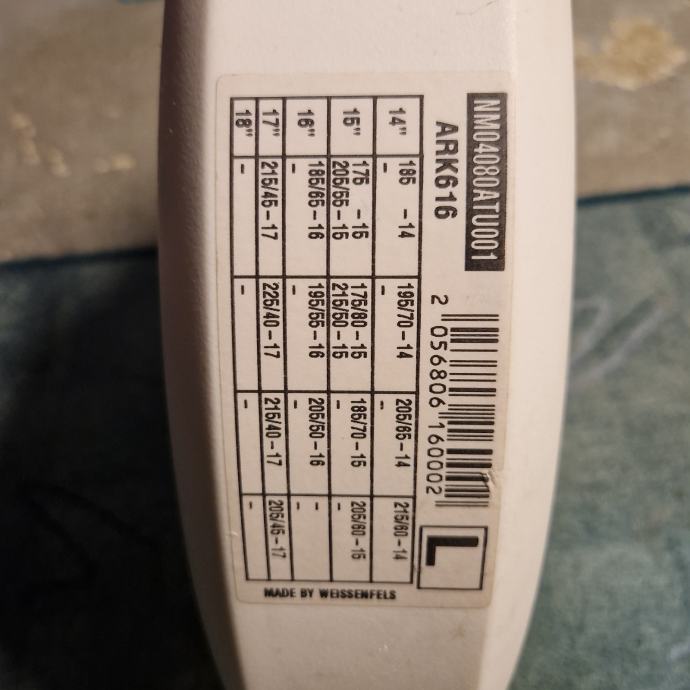 NM04080ATU001
ARK616
2 056806 160002
L
14" 185 -14 195/70-14 205/65-14 215/60-14
- - - -
15" 175 -15 175/80-15 185/70-15 205/60-15
205/55-15 215/50-15 - -
16" 185/65-16 195/55-16 205/50-16 -
- - - -
17" 215/45-17 225/40-17 215/40-17 205/45-17
18" - - - -
MADE BY WEISSENFELS